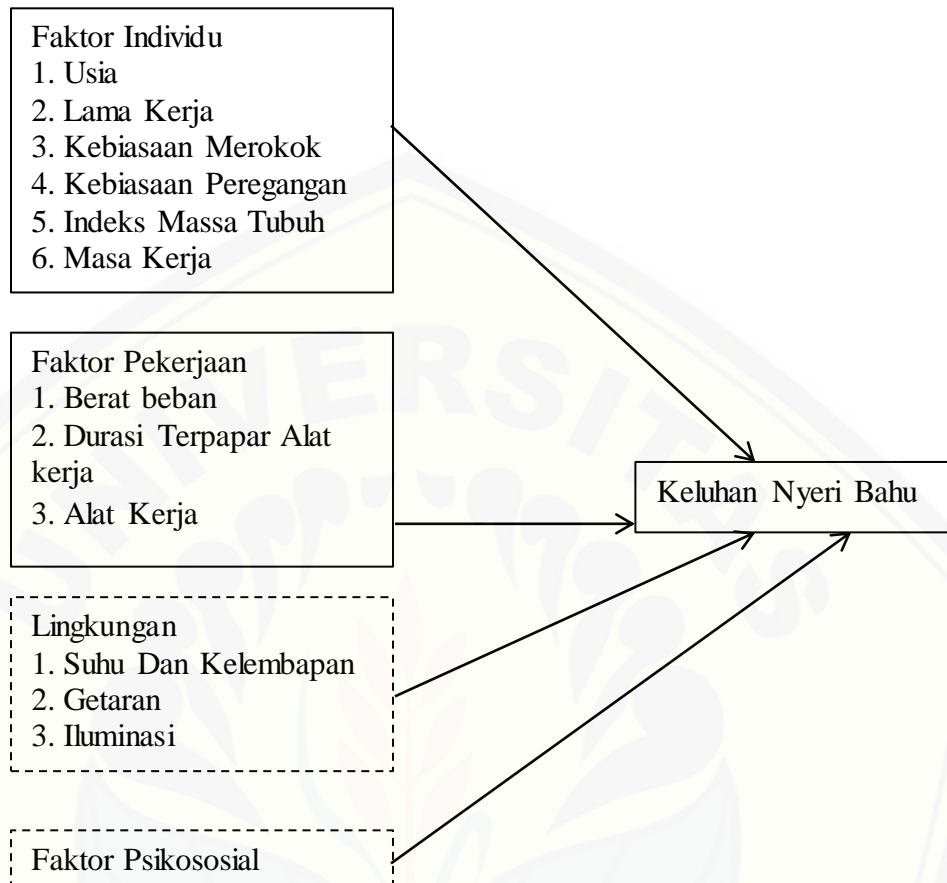 Faktor Individu
1. Usia
2. Lama Kerja
3. Kebiasaan Merokok
4. Kebiasaan Peregangan
5. Indeks Massa Tubuh
6. Masa Kerja
Faktor Pekerjaan
1. Berat beban
2. Durasi Terpapar Alat
kerja
3. Alat Kerja
Keluhan Nyeri Bahu
Lingkungan
1. Suhu Dan Kelembapan
2. Getaran
3. Iluminasi
Faktor Psikososial
UNIVERSITAS